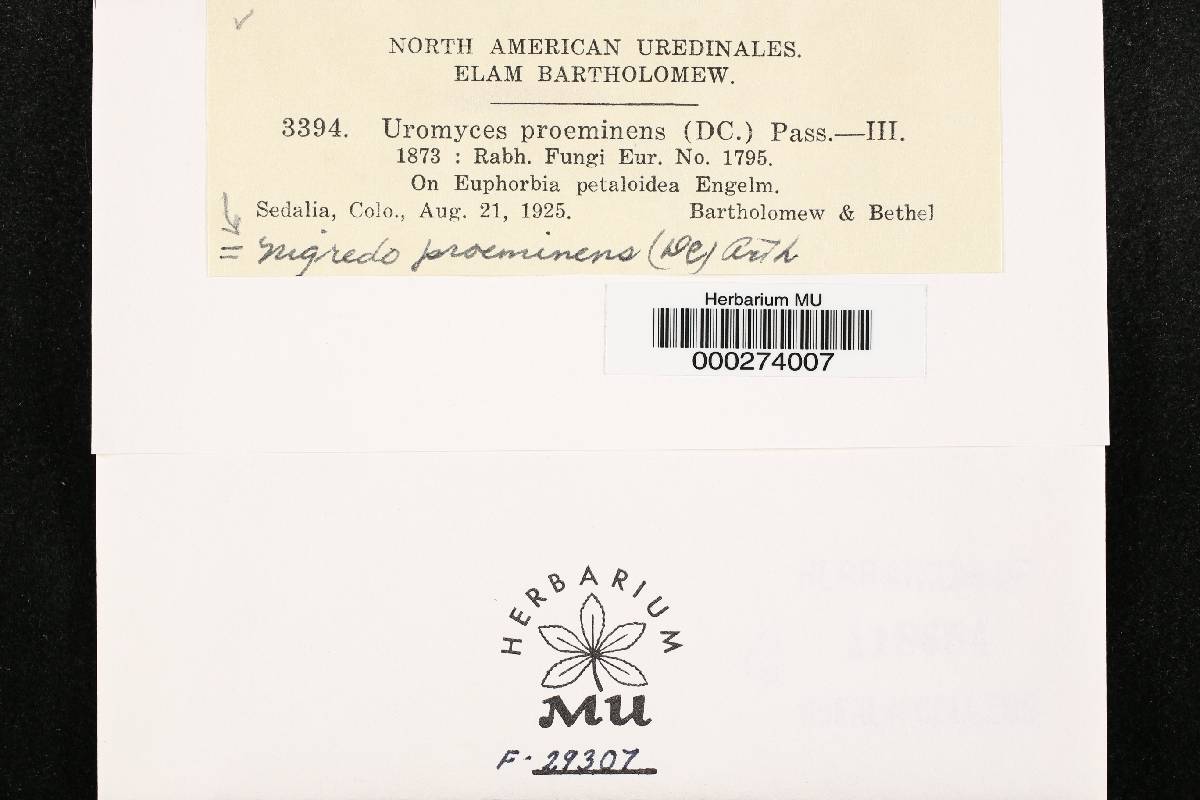 NORTH AMERICAN UREDINALES.
ELAM BARTHOLOMEW.
3394. Uromyces proeminens (DC.) Pass.—III.
1873 : Rabh. Fungi Eur. No. 1795.
On Euphorbia petaloidea Engelm.
Sedalia, Colo., Aug. 21, 1925. Bartholomew & Bethel
= Nigredo proeminens (DC) Arth
Herbarium MU
000274007
HERBARIUM
MU
F. 29307